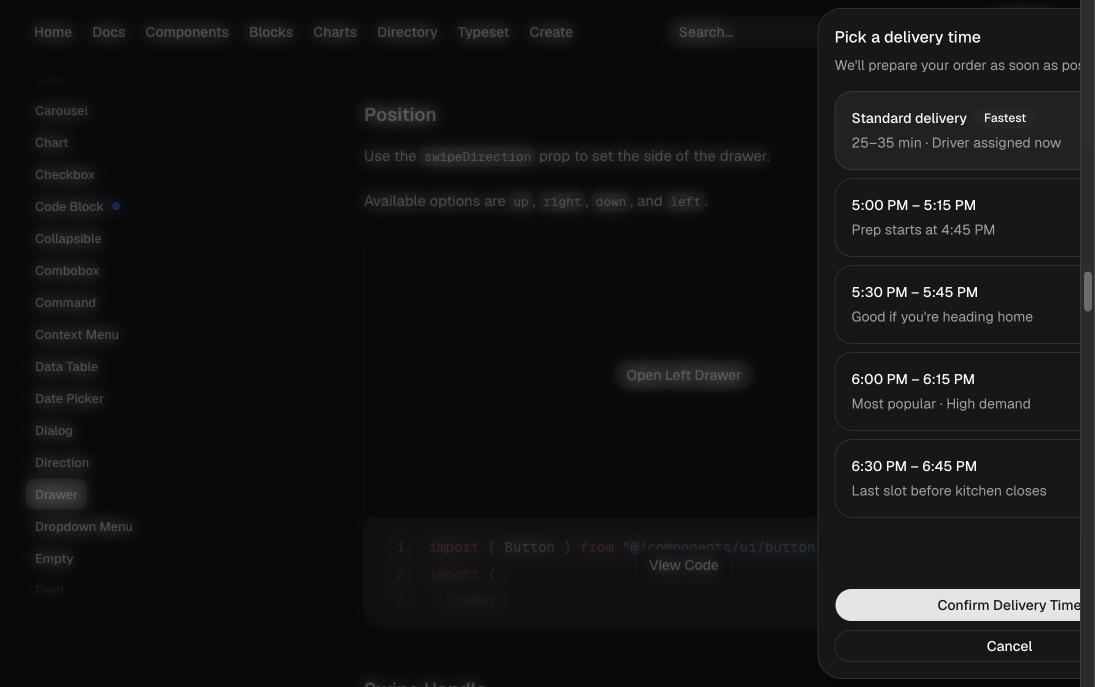 Home Docs Components Blocks Charts Directory Typeset Create
Search...
Card
Carousel
Chart
Checkbox
Code Block
Collapsible
Combobox
Command
Context Menu
Data Table
Date Picker
Dialog
Direction
Drawer
Dropdown Menu
Empty
Field
Position
Use the swipeDirection prop to set the side of the drawer.
Available options are up, right, down, and left.
Open Left Drawer
1 import { Button } from "@/components/ui/button
View Code
2 import {
3 Drawer,
Swipe Handle
Pick a delivery time
We'll prepare your order as soon as pos
Standard delivery Fastest
25–35 min · Driver assigned now
5:00 PM – 5:15 PM
Prep starts at 4:45 PM
5:30 PM – 5:45 PM
Good if you're heading home
6:00 PM – 6:15 PM
Most popular · High demand
6:30 PM – 6:45 PM
Last slot before kitchen closes
Confirm Delivery Time
Cancel